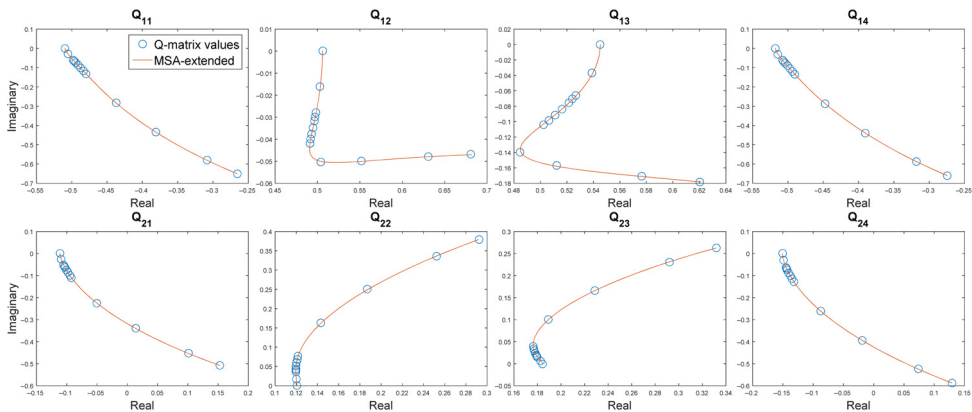 Q11
Q12
Q13
Q14
0.1
0
−0.1
−0.2
−0.3
−0.4
−0.5
−0.6
−0.7
Imaginary
Q-matrix values
MSA-extended
−0.55 −0.5 −0.45 −0.4 −0.35 −0.3 −0.25
Real
0.01
0
−0.01
−0.02
−0.03
−0.04
−0.05
−0.06
0.45 0.5 0.55 0.6 0.65 0.7
Real
0.02
0.00
−0.02
−0.04
−0.06
−0.08
−0.10
−0.12
−0.14
−0.16
−0.18
0.48 0.5 0.52 0.54 0.56 0.58 0.6 0.62 0.64
Real
0.1
0
−0.1
−0.2
−0.3
−0.4
−0.5
−0.6
−0.7
−0.55 −0.5 −0.45 −0.4 −0.35 −0.3 −0.25
Real
Q21
Q22
Q23
Q24
0.1
0
−0.1
−0.2
−0.3
−0.4
−0.5
−0.6
Imaginary
−0.15 −0.1 −0.05 0 0.05 0.1 0.15 0.2
Real
0.4
0.35
0.3
0.25
0.2
0.15
0.1
0.05
0
0.1 0.12 0.14 0.16 0.18 0.2 0.22 0.24 0.26 0.28 0.3
Real
0.3
0.25
0.2
0.15
0.1
0.05
0
−0.05
0.16 0.18 0.2 0.22 0.24 0.26 0.28 0.3 0.32 0.34
Real
0.1
0
−0.1
−0.2
−0.3
−0.4
−0.5
−0.6
−0.2 −0.15 −0.1 −0.05 0 0.05 0.1 0.15
Real